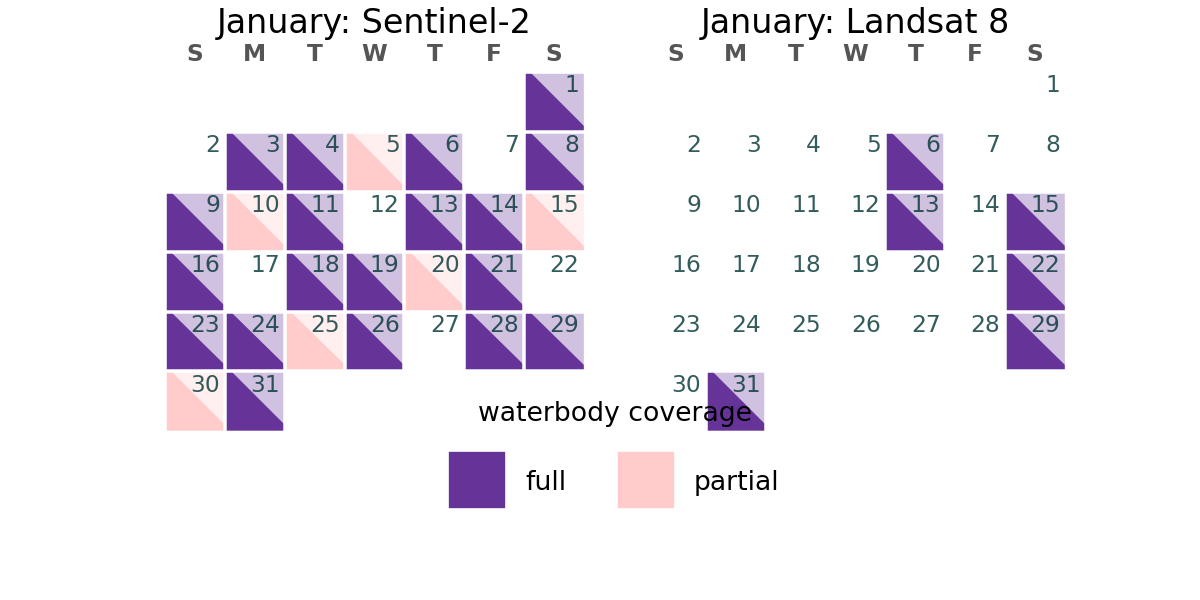 January: Sentinel-2
S M T W T F S
1
2 3 4 5 6 7 8
9 10 11 12 13 14 15
16 17 18 19 20 21 22
23 24 25 26 27 28 29
30 31
January: Landsat 8
S M T W T F S
1
2 3 4 5 6 7 8
9 10 11 12 13 14 15
16 17 18 19 20 21 22
23 24 25 26 27 28 29
30 31
waterbody coverage
full partial